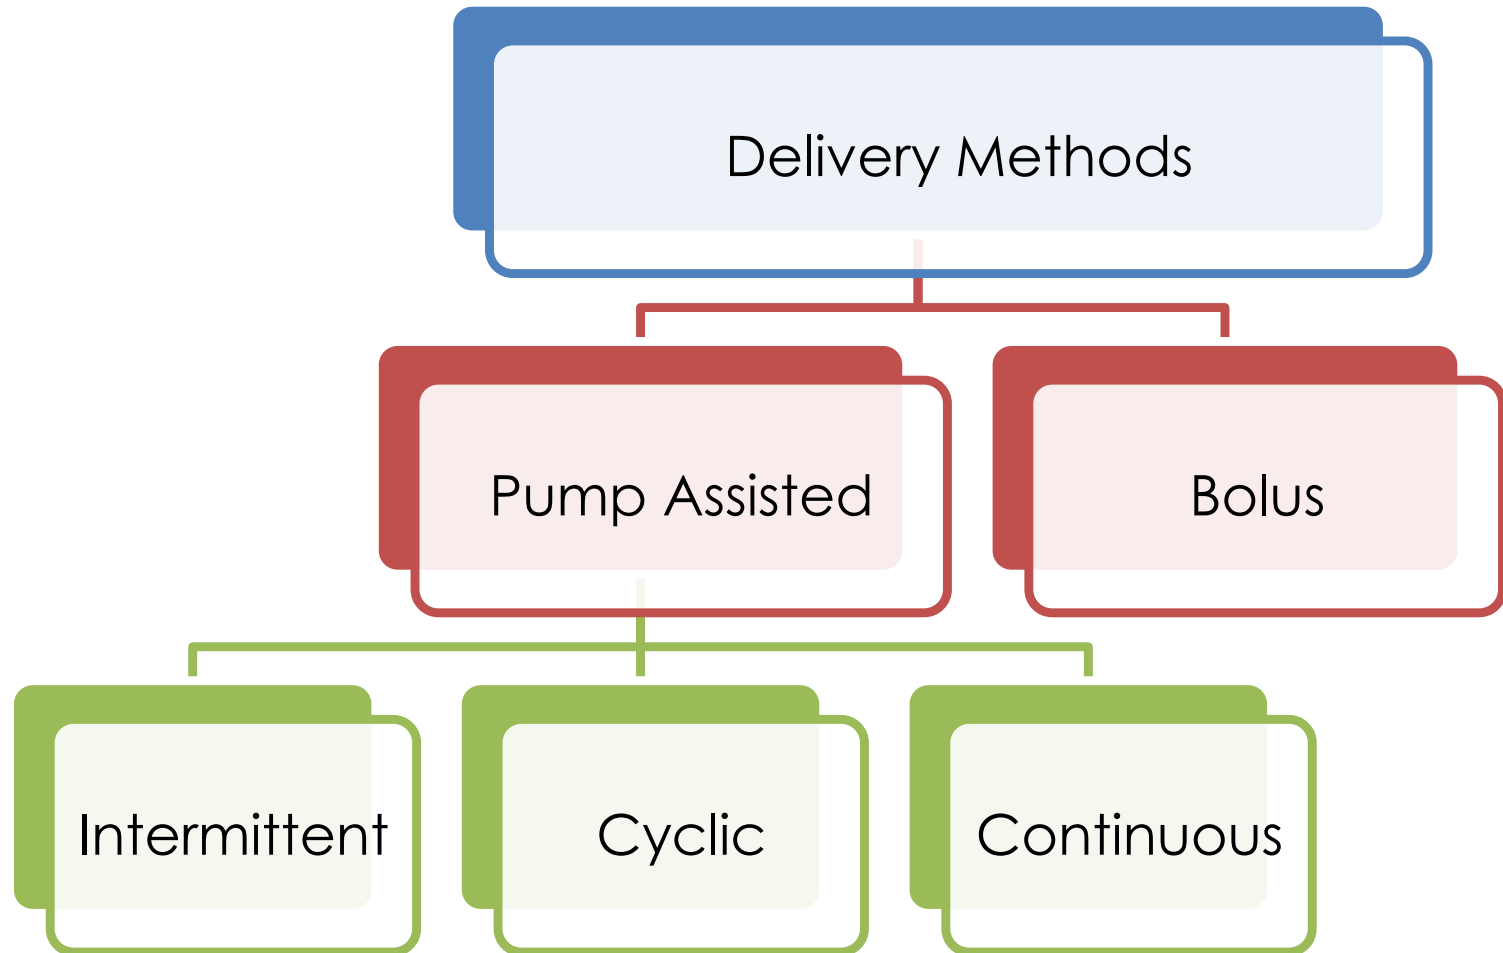 Delivery Methods
Pump Assisted
Bolus
Intermittent
Cyclic
Continuous